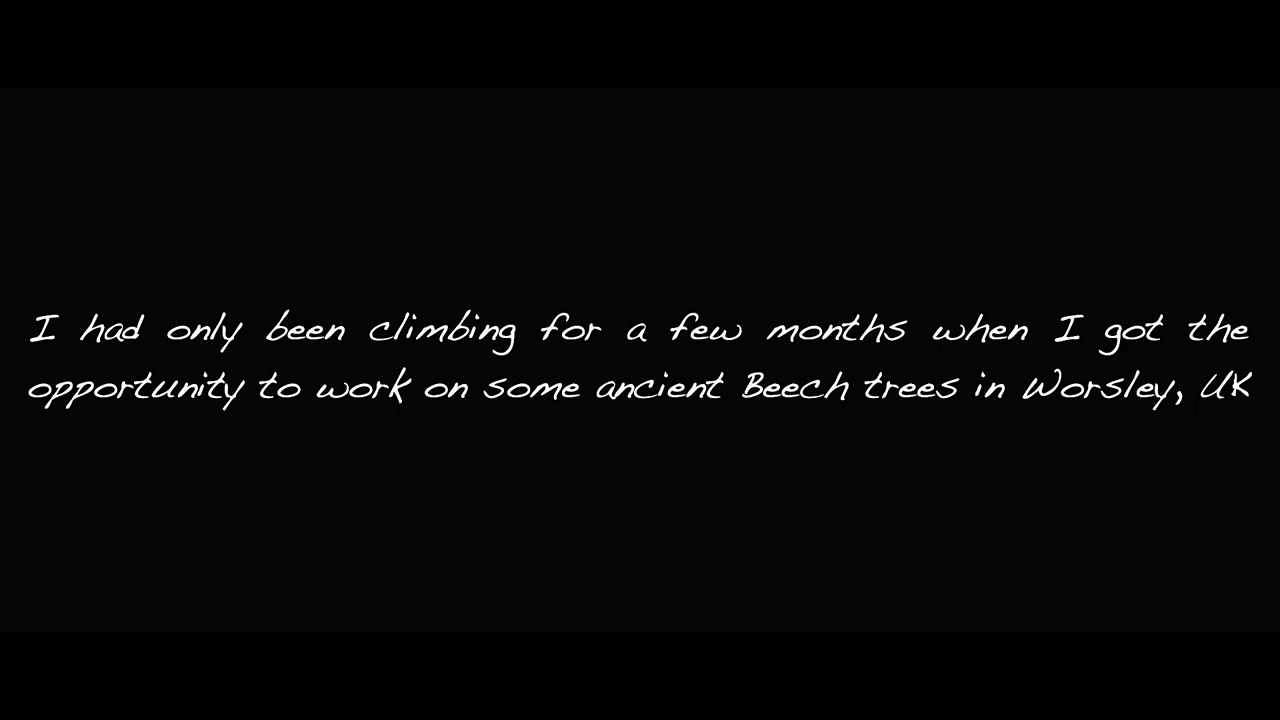 I had only been climbing for a few months when I got the
opportunity to work on some ancient Beech trees in Worsley, UK